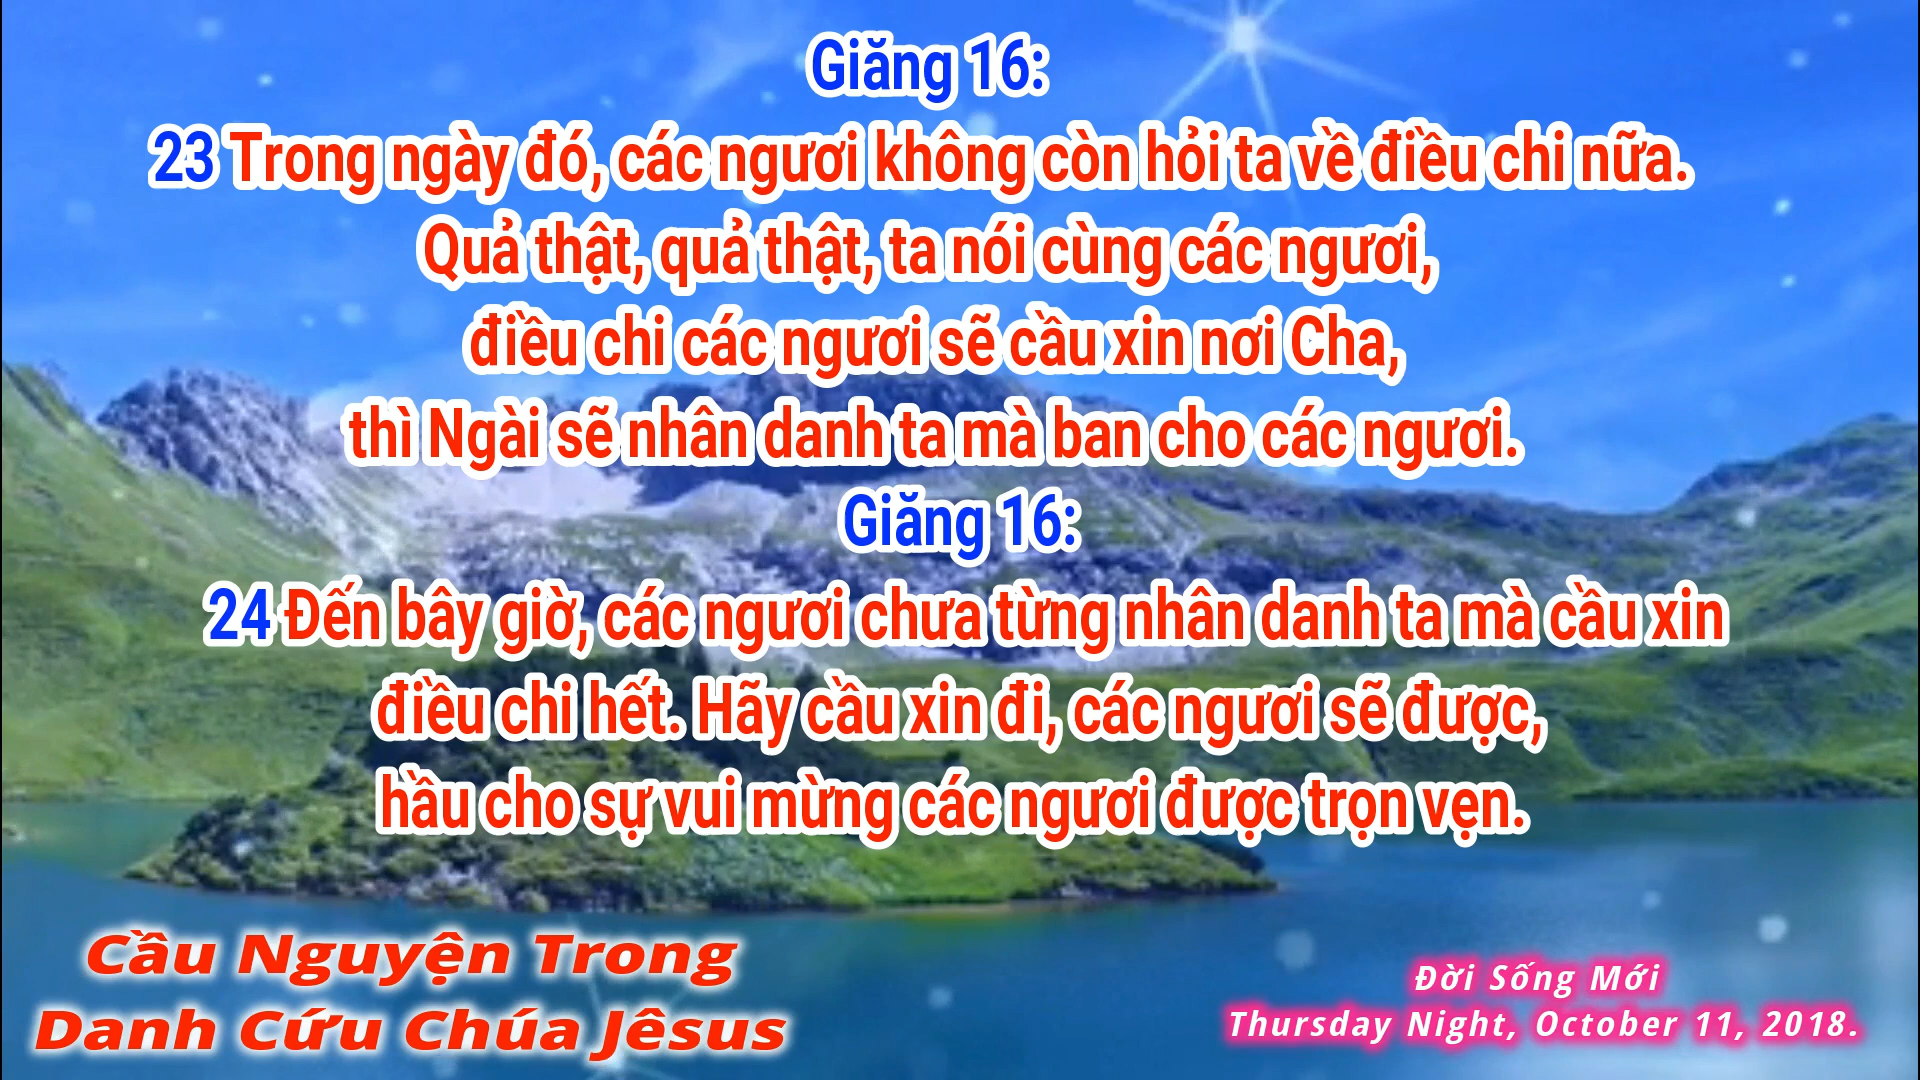 Giăng 16:
23 Trong ngày đó, các ngươi không còn hỏi ta về điều chi nữa.
Quả thật, quả thật, ta nói cùng các ngươi,
điều chi các ngươi sẽ cầu xin nơi Cha,
thì Ngài sẽ nhân danh ta mà ban cho các ngươi.
Giăng 16:
24 Đến bây giờ, các ngươi chưa từng nhân danh ta mà cầu xin
điều chi hết. Hãy cầu xin đi, các ngươi sẽ được,
hầu cho sự vui mừng các ngươi được trọn vẹn.
Cầu Nguyện Trong
Danh Cứu Chúa Jêsus
Đời Sống Mới
Thursday Night, October 11, 2018.